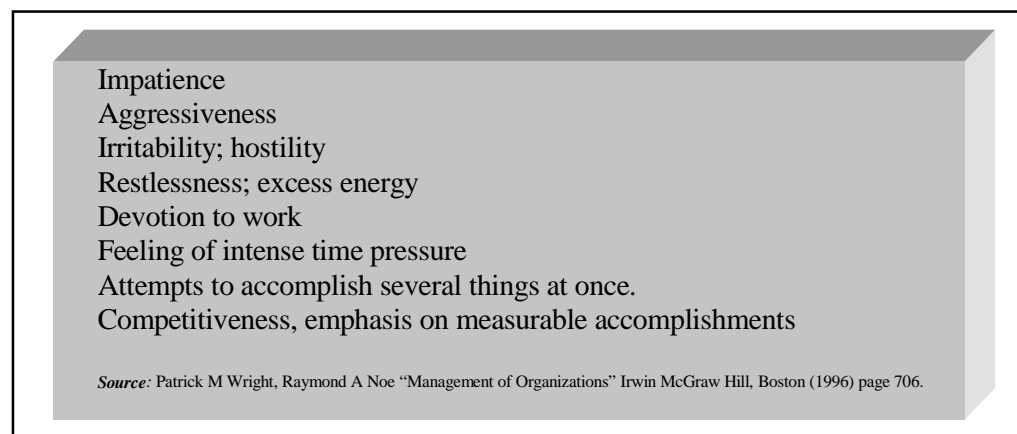 Impatience
Aggressiveness
Irritability; hostility
Restlessness; excess energy
Devotion to work
Feeling of intense time pressure
Attempts to accomplish several things at once.
Competitiveness, emphasis on measurable accomplishments
Source: Patrick M Wright, Raymond A Noe “Management of Organizations” Irwin McGraw Hill, Boston (1996) page 706.